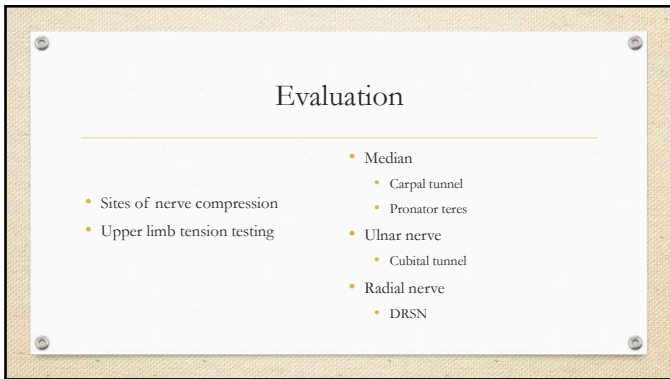 Evaluation
• Sites of nerve compression
• Upper limb tension testing
• Median
• Carpal tunnel
• Pronator teres
• Ulnar nerve
• Cubital tunnel
• Radial nerve
• DRSN